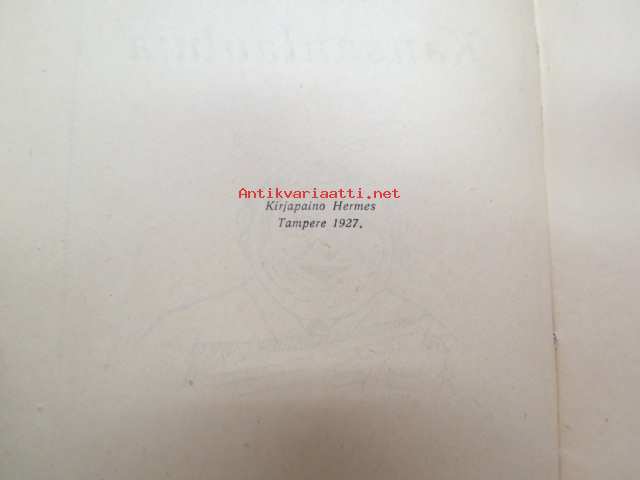 Antikvariaatti.net
Kirjapaino Hermes
Tampere 1927.